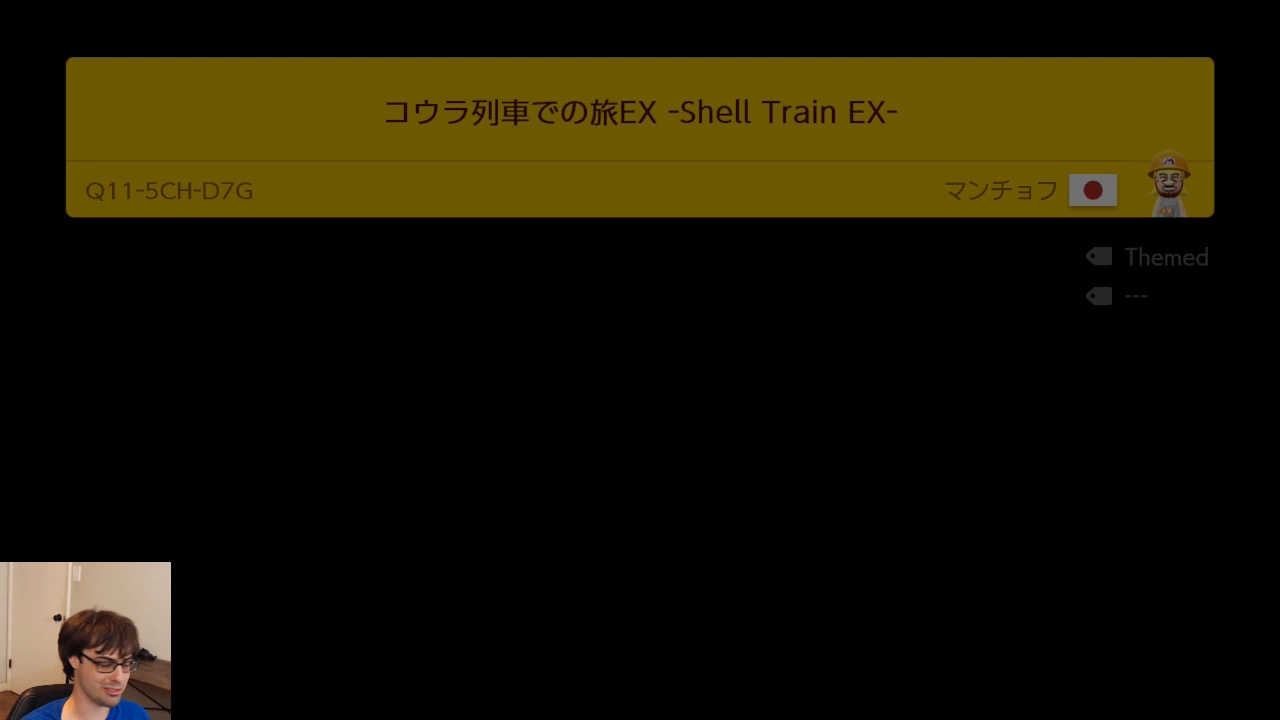 コウラ列車での旅EX -Shell Train EX-
Q11-5CH-D7G
マンチョフ
Themed
---